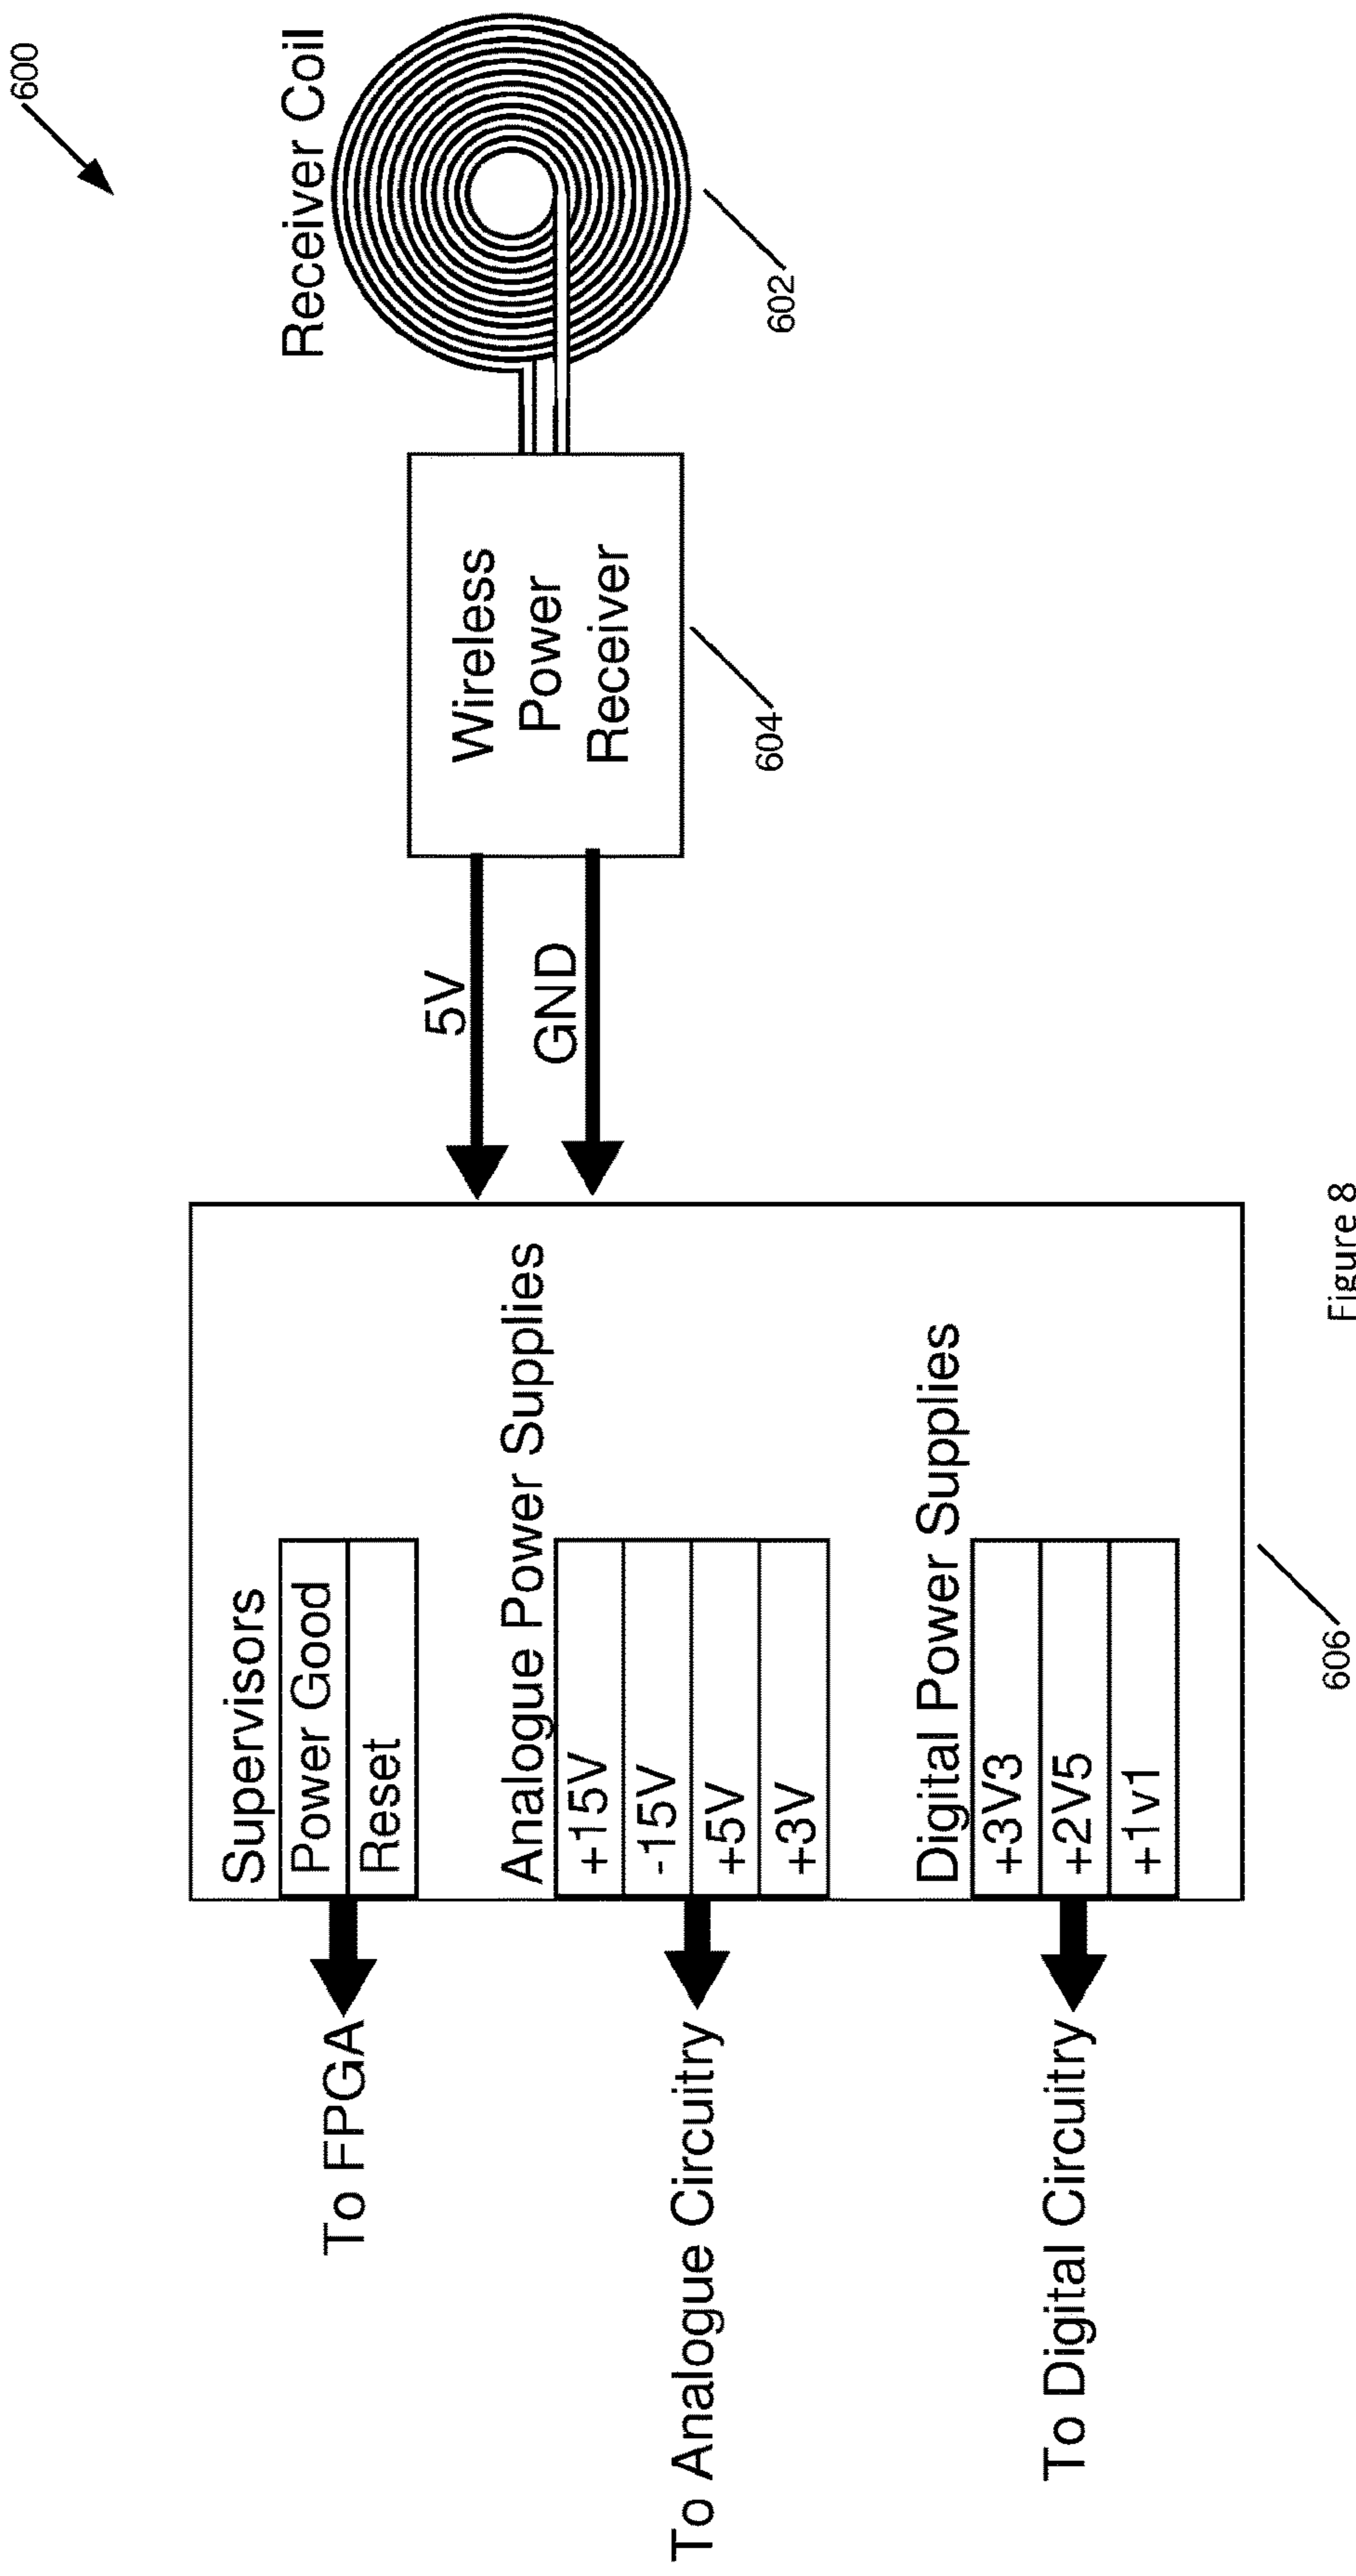 600
Receiver Coil
602
Wireless
Power
Receiver
604
5V
GND
Supervisors
Power Good
Reset
Analogue Power Supplies
+15V
-15V
+5V
+3V
Digital Power Supplies
+3V3
+2V5
+1v1
606
To FPGA
To Analogue Circuitry
To Digital Circuitry
Figure 8